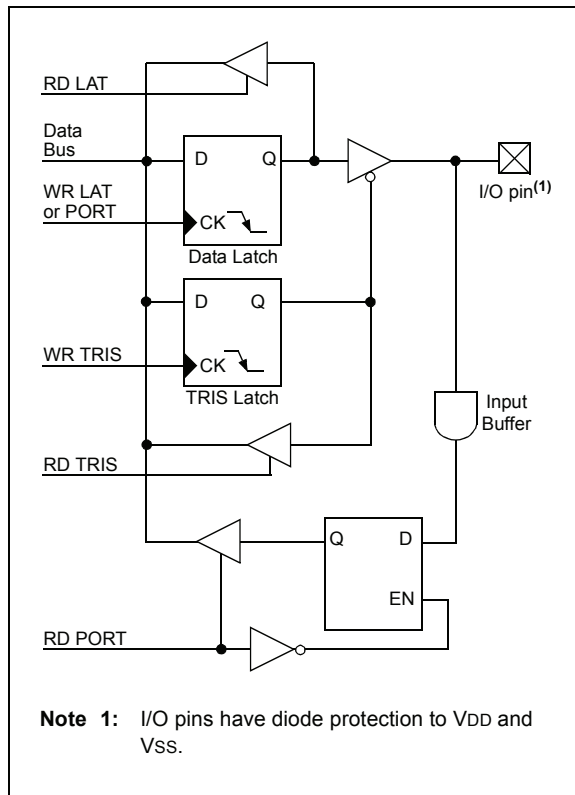 RD LAT
Data
Bus
D Q
WR LAT
or PORT
CK
Data Latch
I/O pin(1)
D Q
WR TRIS
CK
TRIS Latch
Input
Buffer
RD TRIS
Q D
EN
RD PORT
Note 1: I/O pins have diode protection to VDD and
VSS.